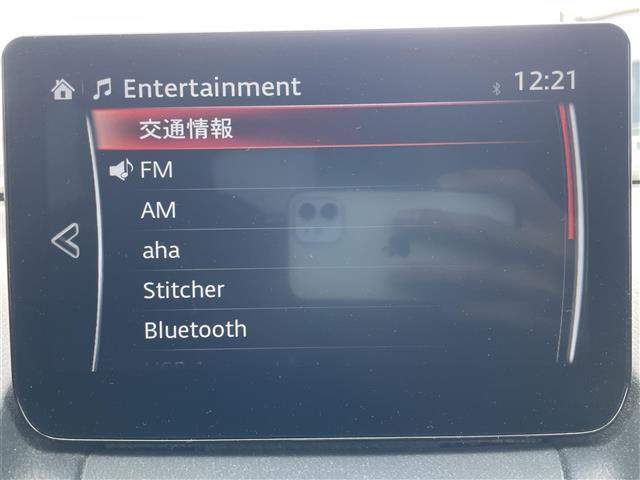 Entertainment 12:21
交通情報
FM
AM
aha
Stitcher
Bluetooth